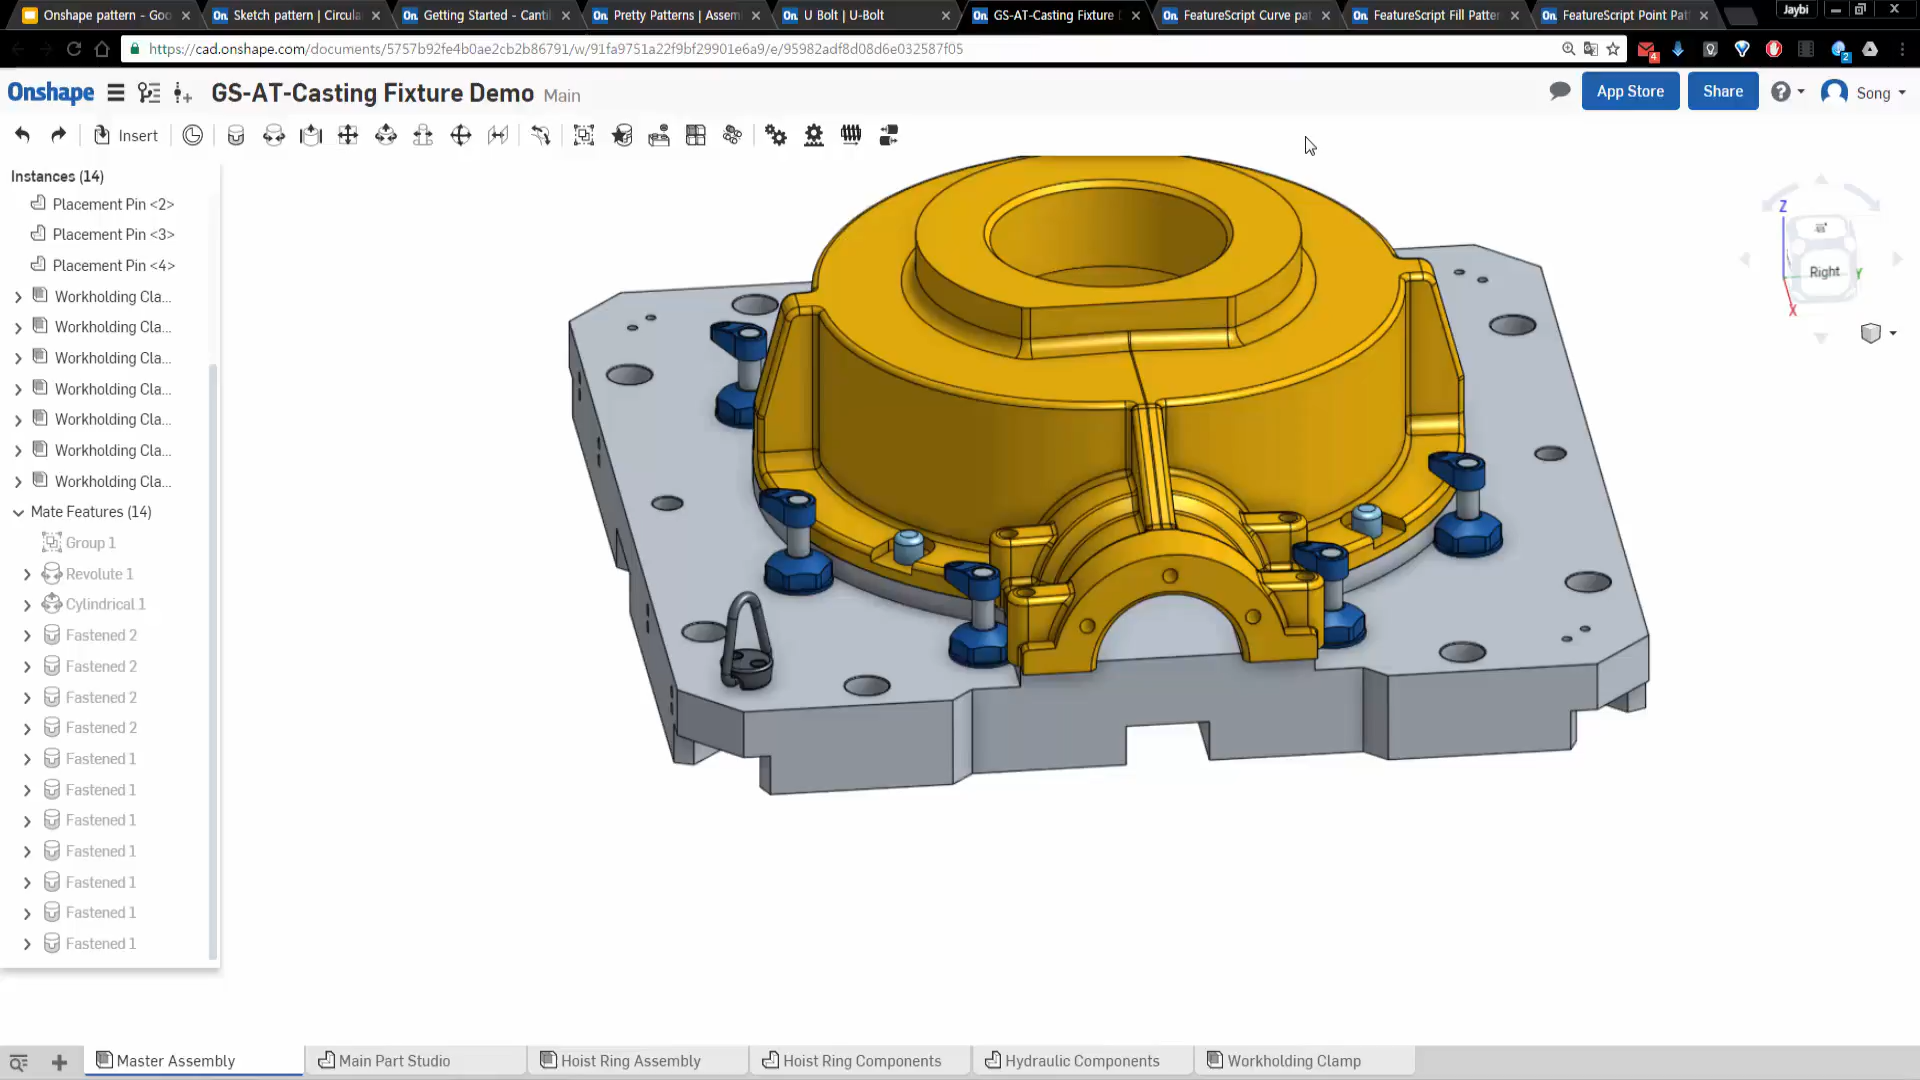 Onshape pattern - Goo
Sketch pattern | Circula
Getting Started - Canti
Pretty Patterns | Assem
U Bolt | U-Bolt
GS-AT-Casting Fixture D
FeatureScript Curve pat
FeatureScript Fill Patter
FeatureScript Point Pat
Jaybi
https://cad.onshape.com/documents/5757b92fe4b0ae2cb2b86791/w/91fa9751a22f9bf29901e6a9/e/95982adf8d08d6e032587f05
4
2
Onshape
GS-AT-Casting Fixture Demo Main
App Store
Share
Song
Insert
Instances (14)
Placement Pin <2>
Placement Pin <3>
Placement Pin <4>
Workholding Cla...
Workholding Cla...
Workholding Cla...
Workholding Cla...
Workholding Cla...
Workholding Cla...
Workholding Cla...
Mate Features (14)
Group 1
Revolute 1
Cylindrical 1
Fastened 2
Fastened 2
Fastened 2
Fastened 2
Fastened 1
Fastened 1
Fastened 1
Fastened 1
Fastened 1
Fastened 1
Fastened 1
Z
Right
Y
X
Master Assembly
Main Part Studio
Hoist Ring Assembly
Hoist Ring Components
Hydraulic Components
Workholding Clamp